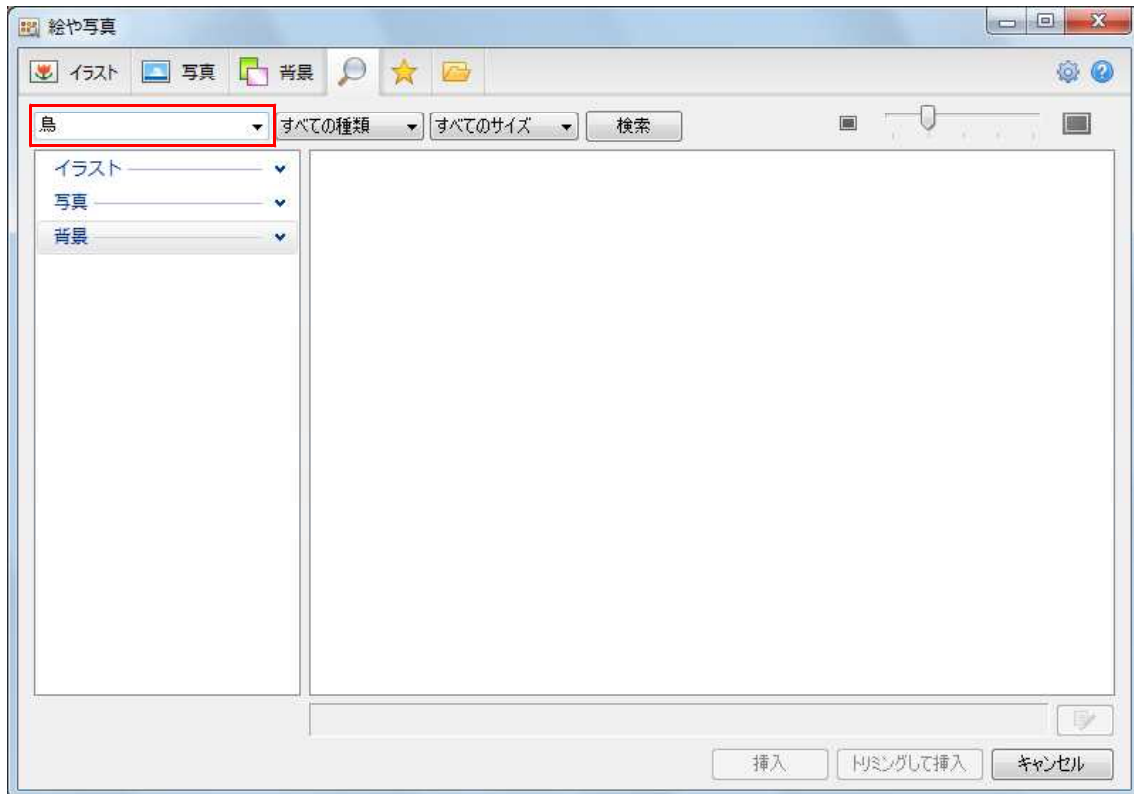 絵や写真
イラスト 写真 背景
鳥 すべての種類 すべてのサイズ 検索
イラスト
写真
背景
挿入 トリミングして挿入 キャンセル